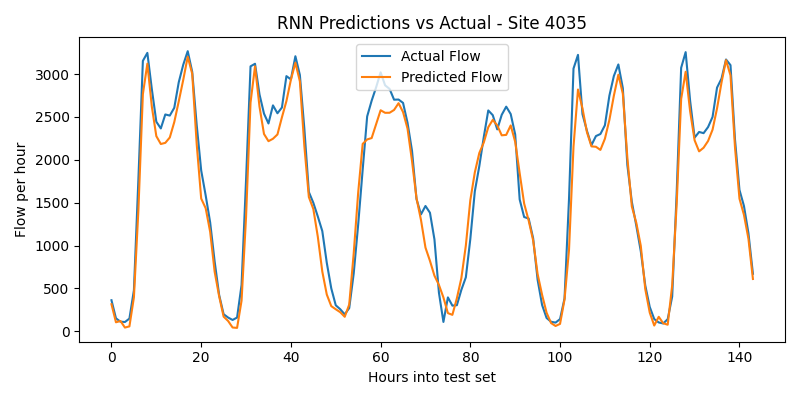 RNN Predictions vs Actual - Site 4035
Actual Flow
Predicted Flow
Flow per hour
3000
2500
2000
1500
1000
500
0
0 20 40 60 80 100 120 140
Hours into test set